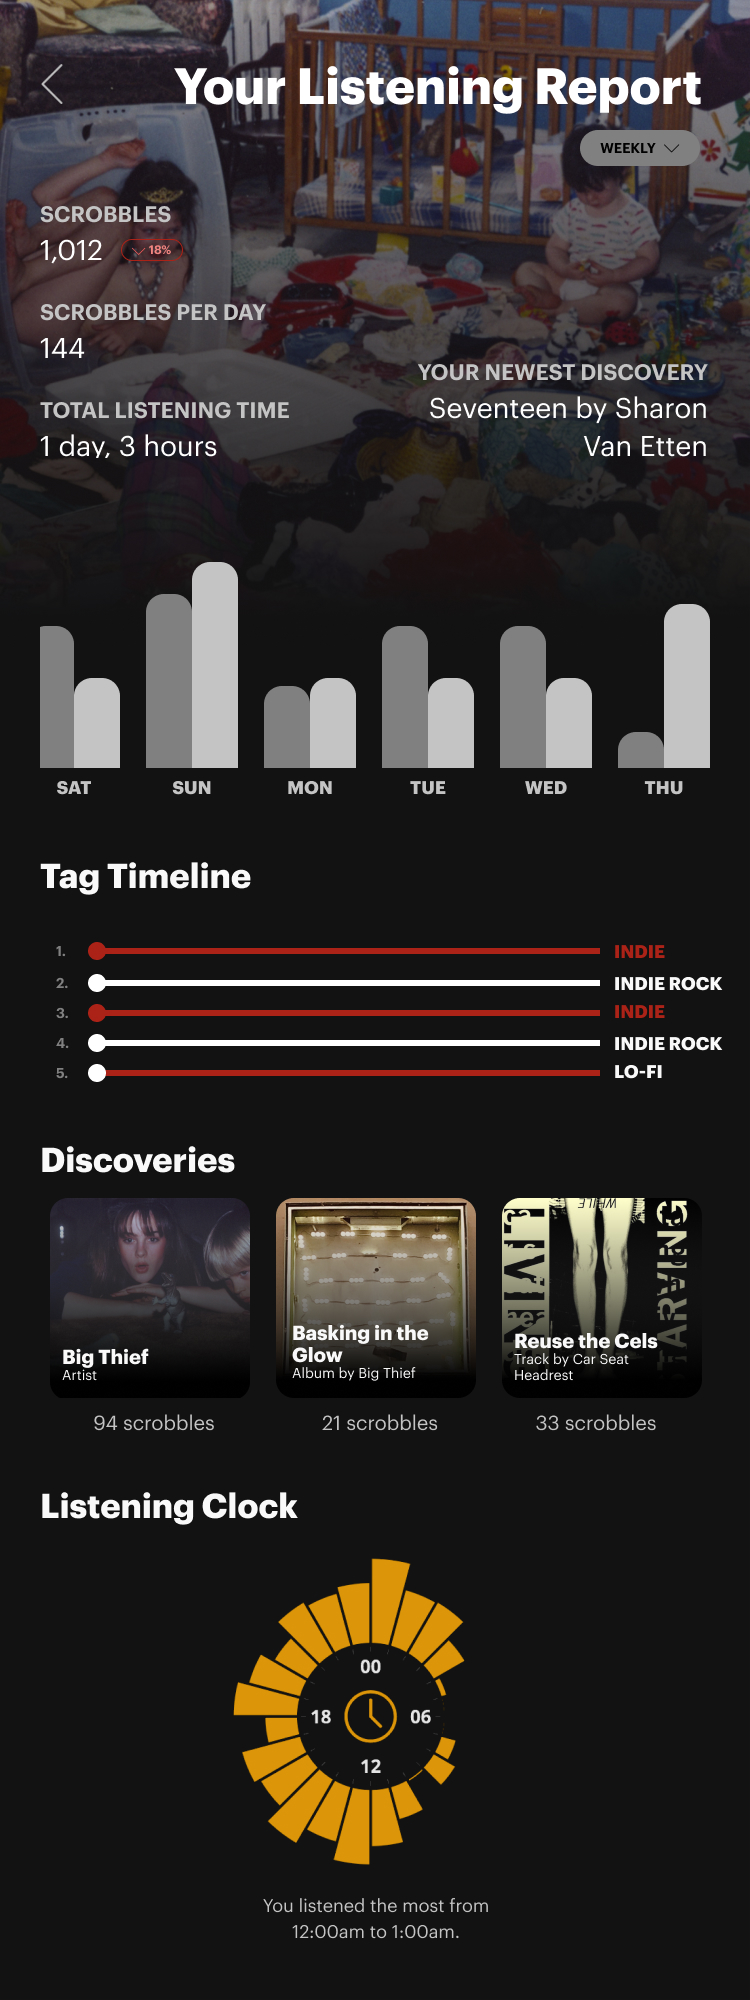 Your Listening Report
WEEKLY
SCROBBLES
1,012
18%
SCROBBLES PER DAY
144
TOTAL LISTENING TIME
1 day, 3 hours
YOUR NEWEST DISCOVERY
Seventeen by Sharon
Van Etten
SAT SUN MON TUE WED THU
Tag Timeline
1. INDIE
2. INDIE ROCK
3. INDIE
4. INDIE ROCK
5. LO-FI
Discoveries
Big Thief
Artist
94 scrobbles
Basking in the
Glow
Album by Big Thief
21 scrobbles
WHILE
LIVIN
TARVING
Reuse the Cels
Track by Car Seat
Headrest
33 scrobbles
Listening Clock
00
18 06
12
You listened the most from
12:00am to 1:00am.